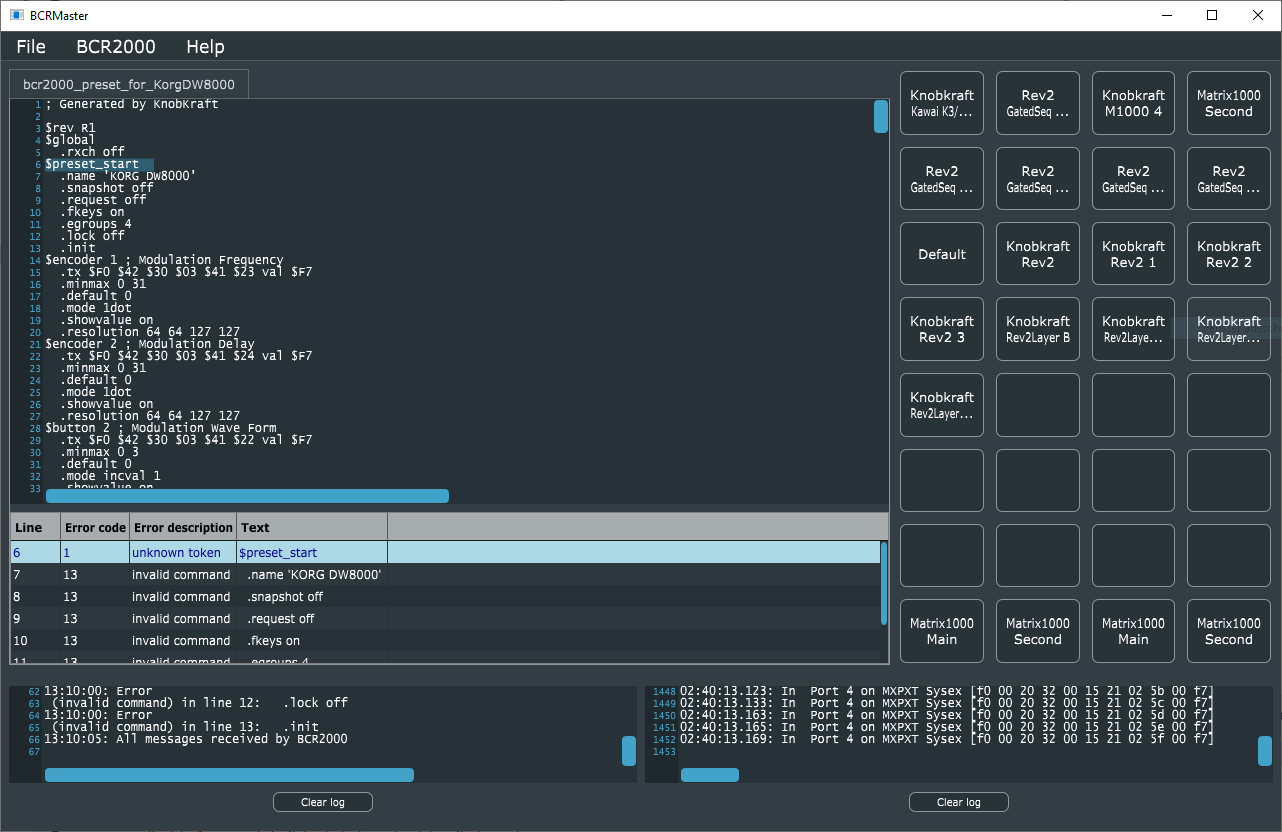 BCRMaster
File BCR2000 Help
bcr2000_preset_for_KorgDW8000
1 ; Generated by KnobKraft
2
3 $rev R1
4 $global
5 .rxch off
6 $preset_start
7 .name 'KORG DW8000'
8 .snapshot off
9 .request off
10 .fkeys on
11 .egroups 4
12 .lock off
13 .init
14 $encoder 1 ; Modulation Frequency
15 .tx $F0 $42 $30 $03 $41 $23 val $F7
16 .minmax 0 31
17 .default 0
18 .mode 1dot
19 .showvalue on
20 .resolution 64 64 127 127
21 $encoder 2 ; Modulation Delay
22 .tx $F0 $42 $30 $03 $41 $24 val $F7
23 .minmax 0 31
24 .default 0
25 .mode 1dot
26 .showvalue on
27 .resolution 64 64 127 127
28 $button 2 ; Modulation Wave Form
29 .tx $F0 $42 $30 $03 $41 $22 val $F7
30 .minmax 0 3
31 .default 0
32 .mode incval 1
33 .showvalue on
Line Error code Error description Text
6 1 unknown token $preset_start
7 13 invalid command .name 'KORG DW8000'
8 13 invalid command .snapshot off
9 13 invalid command .request off
10 13 invalid command .fkeys on
11 13 invalid command .egroups 4
Knobkraft
Kawai K3/...
Rev2
GatedSeq ...
Knobkraft
M1000 4
Matrix1000
Second
Rev2
GatedSeq ...
Rev2
GatedSeq ...
Rev2
GatedSeq ...
Rev2
GatedSeq ...
Default
Knobkraft
Rev2
Knobkraft
Rev2 1
Knobkraft
Rev2 2
Knobkraft
Rev2 3
Knobkraft
Rev2Layer B
Knobkraft
Rev2Laye...
Knobkraft
Rev2Layer...
Knobkraft
Rev2Layer...
Matrix1000
Main
Matrix1000
Second
Matrix1000
Main
Matrix1000
Second
62 13:10:00: Error
63 (invalid command) in line 12: .lock off
64 13:10:00: Error
65 (invalid command) in line 13: .init
66 13:10:05: All messages received by BCR2000
67
Clear log
1448 02:40:13.123: In Port 4 on MXPXT Sysex [f0 00 20 32 00 15 21 02 5b 00 f7]
1449 02:40:13.133: In Port 4 on MXPXT Sysex [f0 00 20 32 00 15 21 02 5c 00 f7]
1450 02:40:13.163: In Port 4 on MXPXT Sysex [f0 00 20 32 00 15 21 02 5d 00 f7]
1451 02:40:13.165: In Port 4 on MXPXT Sysex [f0 00 20 32 00 15 21 02 5e 00 f7]
1452 02:40:13.169: In Port 4 on MXPXT Sysex [f0 00 20 32 00 15 21 02 5f 00 f7]
1453
Clear log